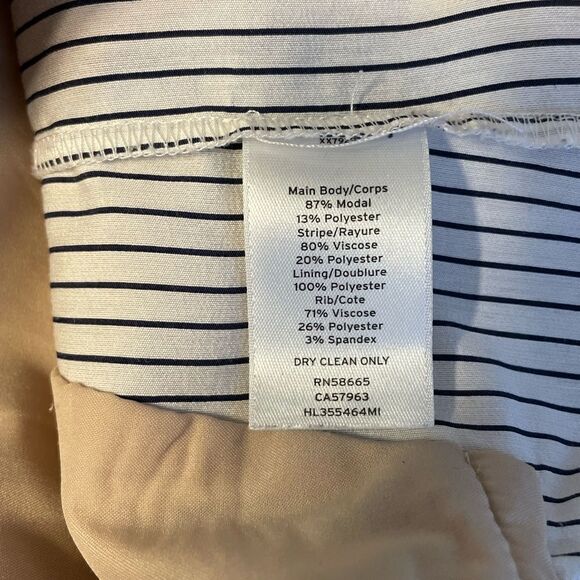 Main Body/Corps
87% Modal
13% Polyester
Stripe/Rayure
80% Viscose
20% Polyester
Lining/Doublure
100% Polyester
Rib/Cote
71% Viscose
26% Polyester
3% Spandex
DRY CLEAN ONLY
RN58665
CA57963
HL355464MI